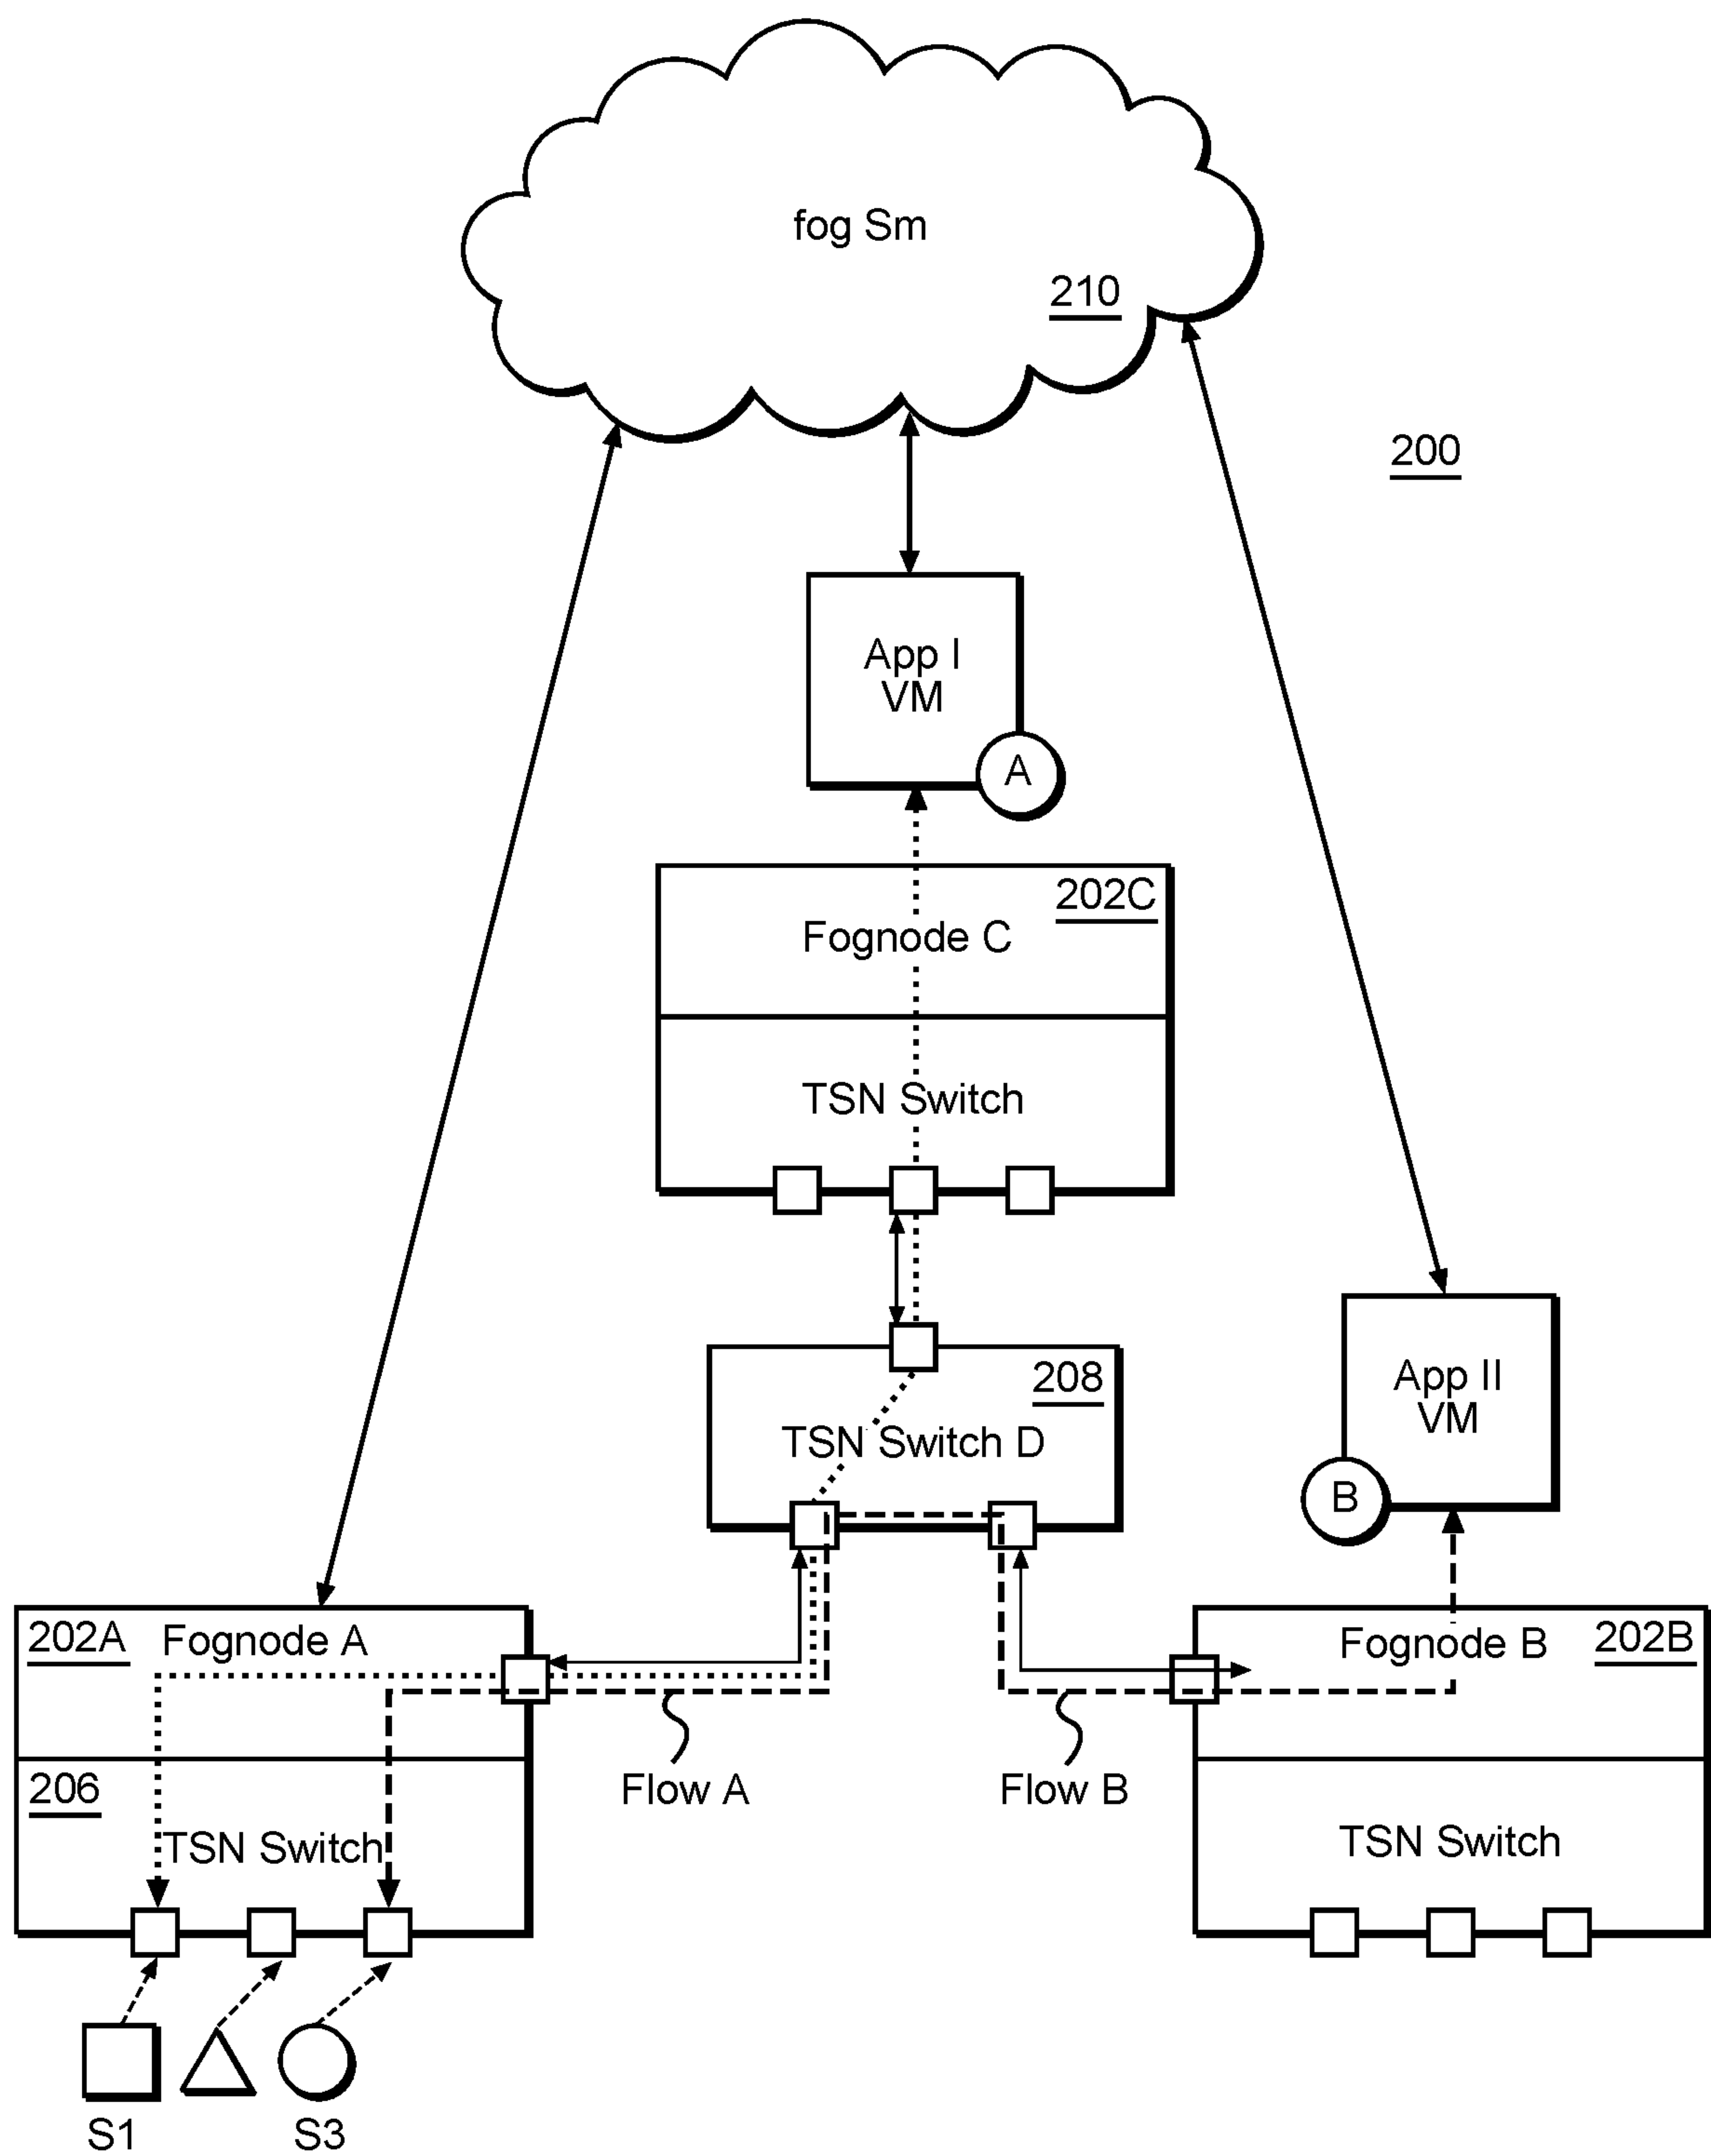 fog Sm
210
200
App I
VM
A
202C
Fognode C
TSN Switch
208
TSN Switch D
App II
VM
B
202A
Fognode A
206
TSN Switch
Flow A
Flow B
Fognode B
202B
TSN Switch
S1
S3